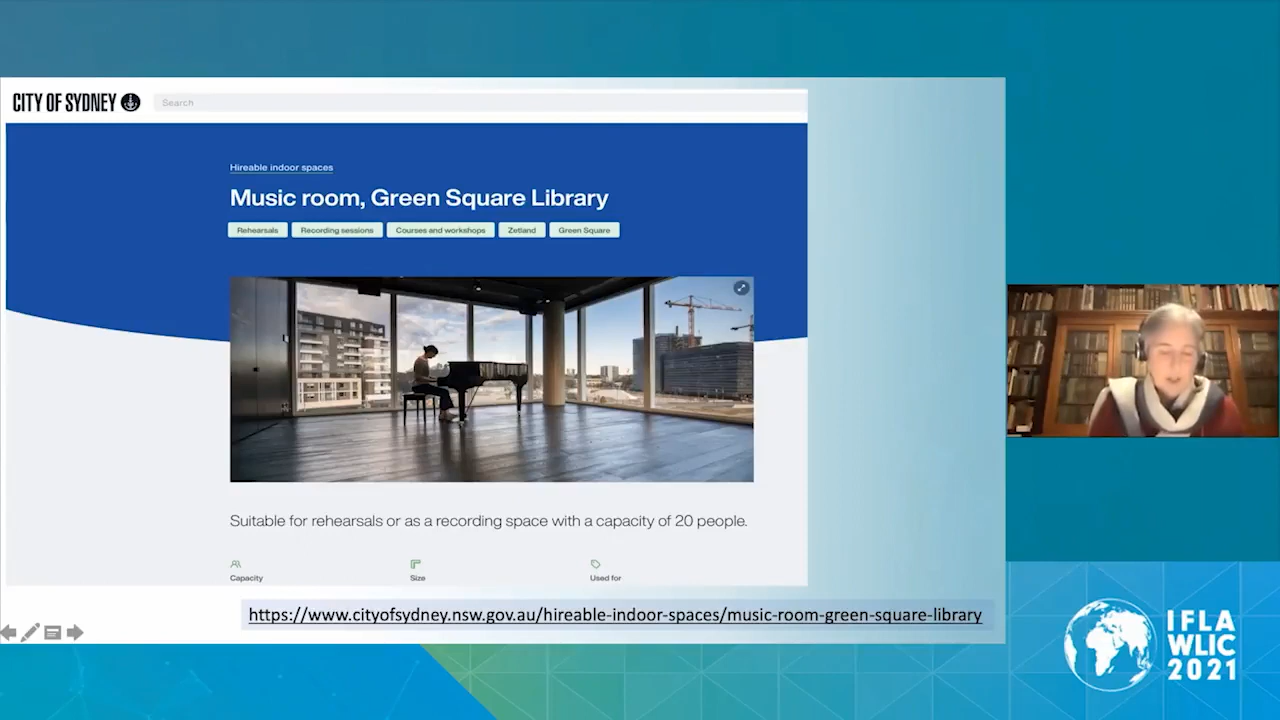 CITY OF SYDNEY
Search
Hireable indoor spaces
Music room, Green Square Library
Rehearsals
Recording sessions
Courses and workshops
Zetland
Green Square
Suitable for rehearsals or as a recording space with a capacity of 20 people.
Capacity
Size
Used for
https://www.cityofsydney.nsw.gov.au/hireable-indoor-spaces/music-room-green-square-library
IFLA
WLIC
2021